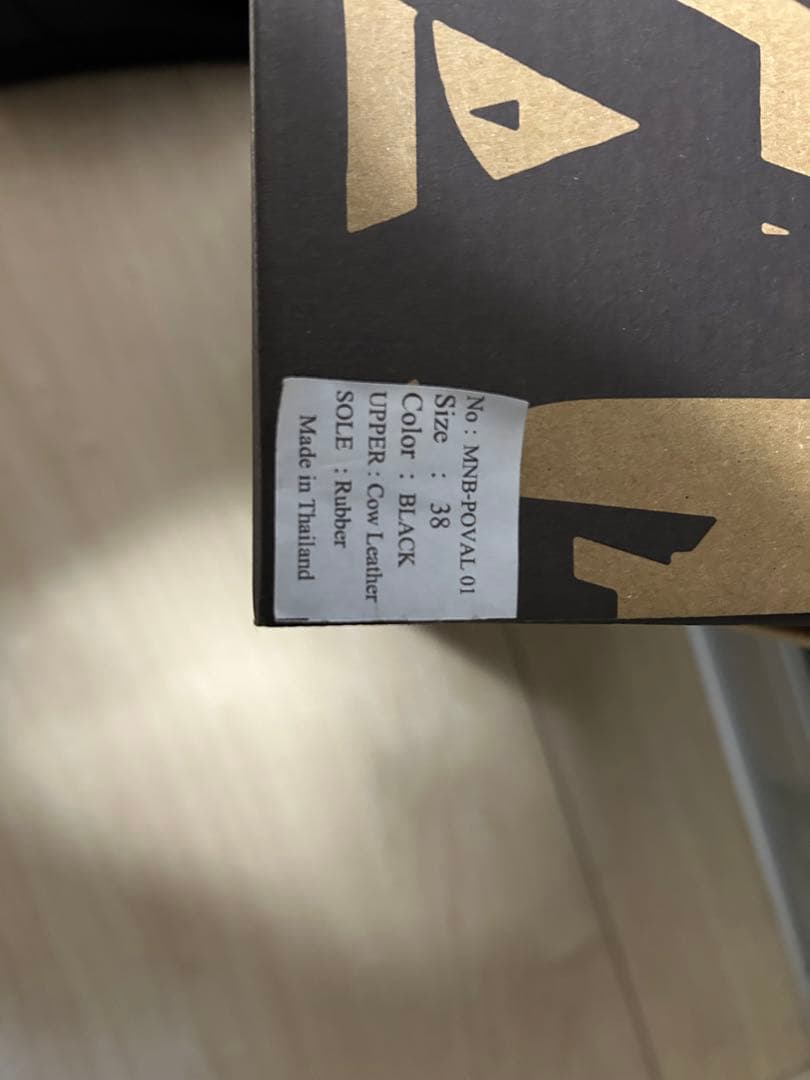 No : MNB-POVAL 01
Size : 38
Color : BLACK
UPPER : Cow Leather
SOLE : Rubber
Made in Thailand